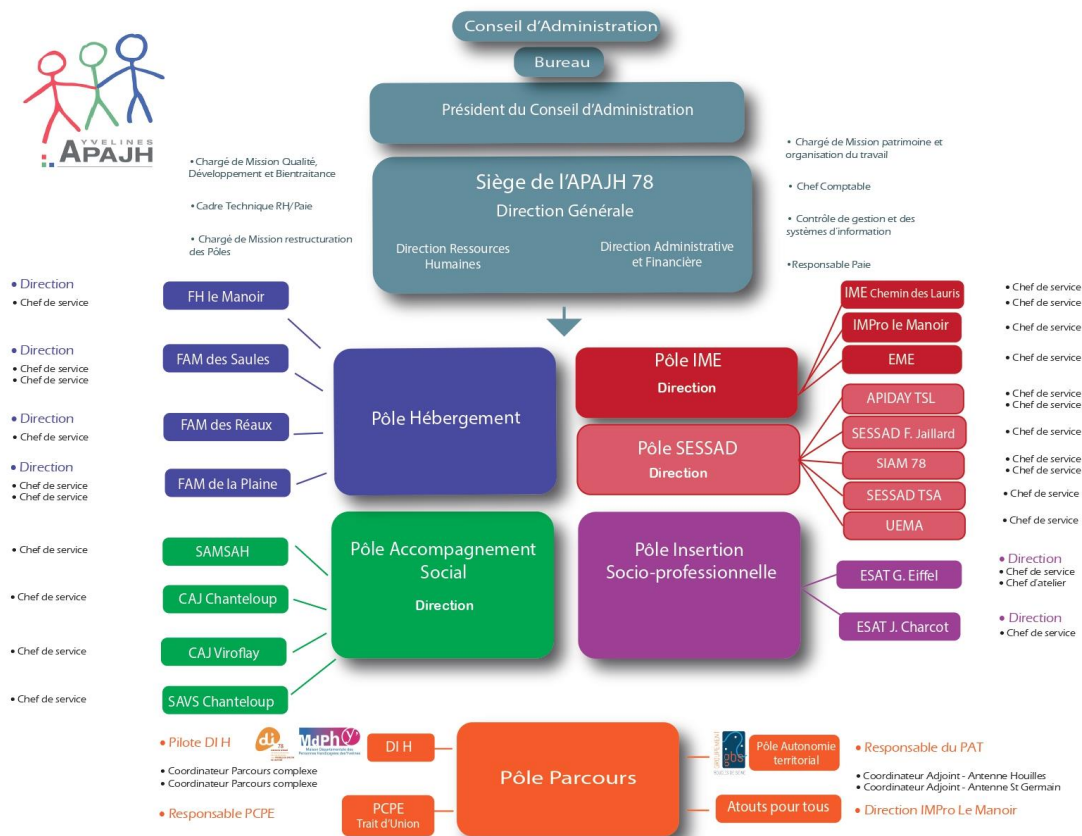 Conseil d'Administration
Bureau
Président du Conseil d'Administration
YVELINES
APAJH
•Chargé de Mission Qualité,
Développement et Bientraitance
•Cadre Technique RH/Paie
• Chargé de Mission restructuration
des Pôles
Siège de l'APAJH 78
Direction Générale
Direction Ressources
Humaines
Direction Administrative
et Financière
• Chargé de Mission patrimoine et
organisation du travail
• Chef Comptable
• Contrôle de gestion et des
systèmes d'information
•Responsable Paie
• Direction
• Chef de service
FH le Manoir
• Direction
• Chef de service
• Chef de service
FAM des Saules
• Direction
• Chef de service
FAM des Réaux
• Direction
• Chef de service
• Chef de service
FAM de la Plaine
Pôle Hébergement
Pôle IME
Direction
IME Chemin des Lauris
• Chef de service
• Chef de service
IMPro le Manoir
• Chef de service
EME
• Chef de service
Pôle SESSAD
Direction
APIDAY TSL
• Chef de service
• Chef de service
SESSAD F. Jaillard
• Chef de service
SIAM 78
• Chef de service
• Chef de service
SESSAD TSA
• Chef de service
UEMA
• Chef de service
• Chef de service
SAMSAH
• Chef de service
CAJ Chanteloup
• Chef de service
CAJ Viroflay
• Chef de service
SAVS Chanteloup
Pôle Accompagnement
Social
Direction
Pôle Insertion
Socio-professionnelle
ESAT G. Eiffel
• Direction
• Chef de service
• Chef d'atelier
ESAT J. Charcot
• Direction
• Chef de service
• Pilote DI H
di
78
MdPhy
Maison Départementale des
Personnes Handicapées des Yvelines
DI H
• Coordinateur Parcours complexe
• Coordinateur Parcours complexe
• Responsable PCPE
PCPE
Trait d'Union
Pôle Parcours
GROUPEMENT
gbs
Pôle Autonomie
territorial
• Responsable du PAT
• Coordinateur Adjoint - Antenne Houilles
• Coordinateur Adjoint - Antenne St Germain
Atouts pour tous
• Direction IMPro Le Manoir